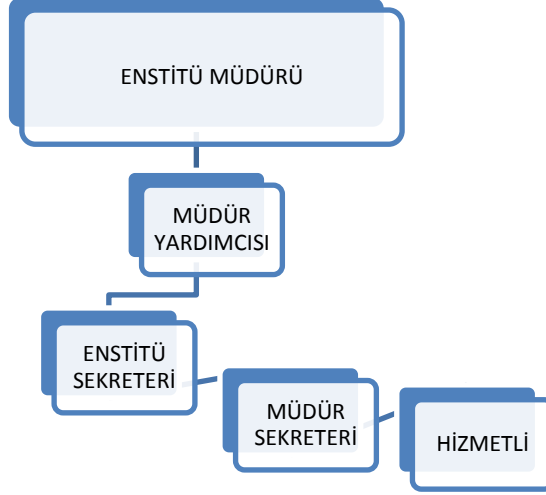 ENSTİTÜ MÜDÜRÜ
MÜDÜR
YARDIMCISI
ENSTİTÜ
SEKRETERİ
MÜDÜR
SEKRETERİ
HİZMETLİ